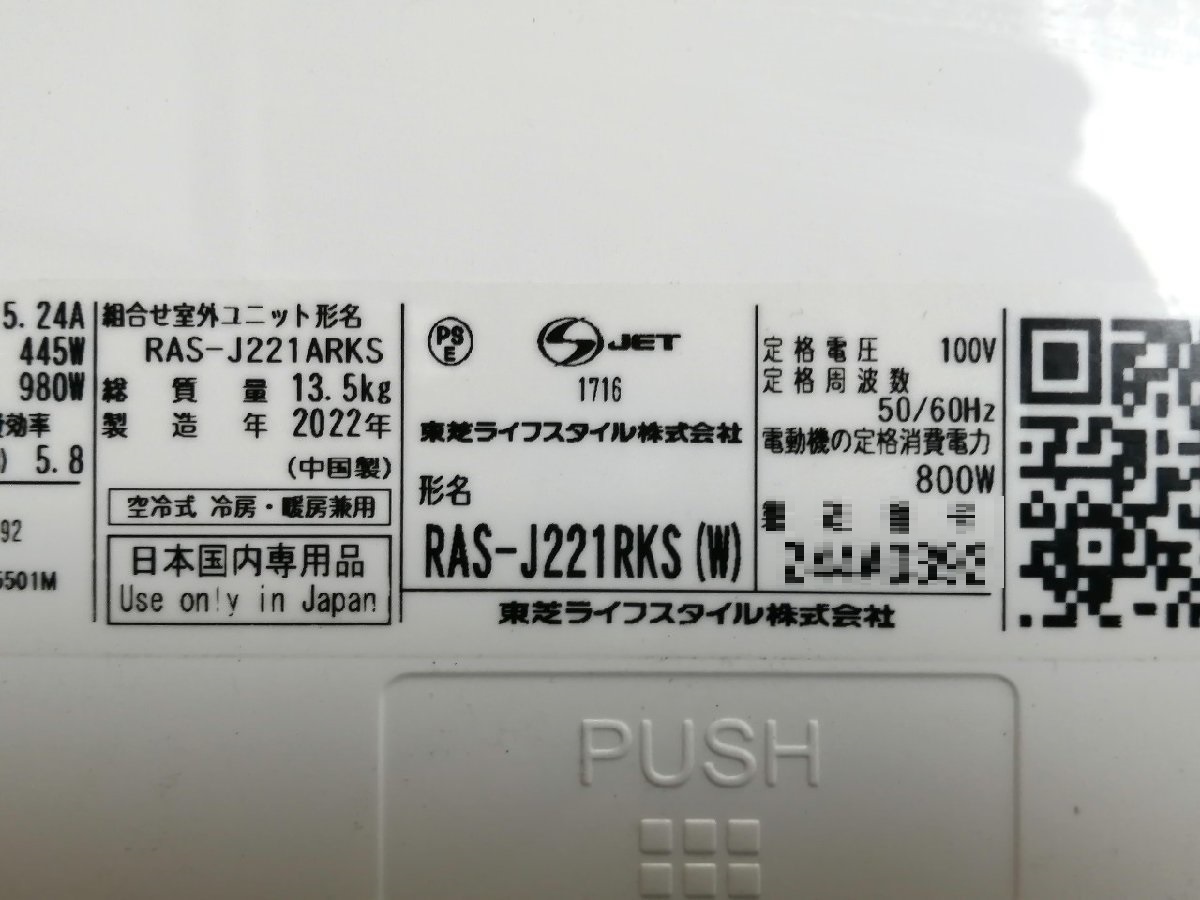 5.24A
445W
980W
費効率
) 5.8
92
5501M
組合せ室外ユニット形名
RAS-J221ARKS
総質量 13.5kg
製造年 2022年
(中国製)
空冷式 冷房・暖房兼用
日本国内専用品
Use only in Japan
PS
E
JET
1716
東芝ライフスタイル株式会社
形名
RAS-J221RKS(W)
定格電圧 100V
定格周波数
50/60Hz
電動機の定格消費電力
800W
東芝ライフスタイル株式会社
PUSH